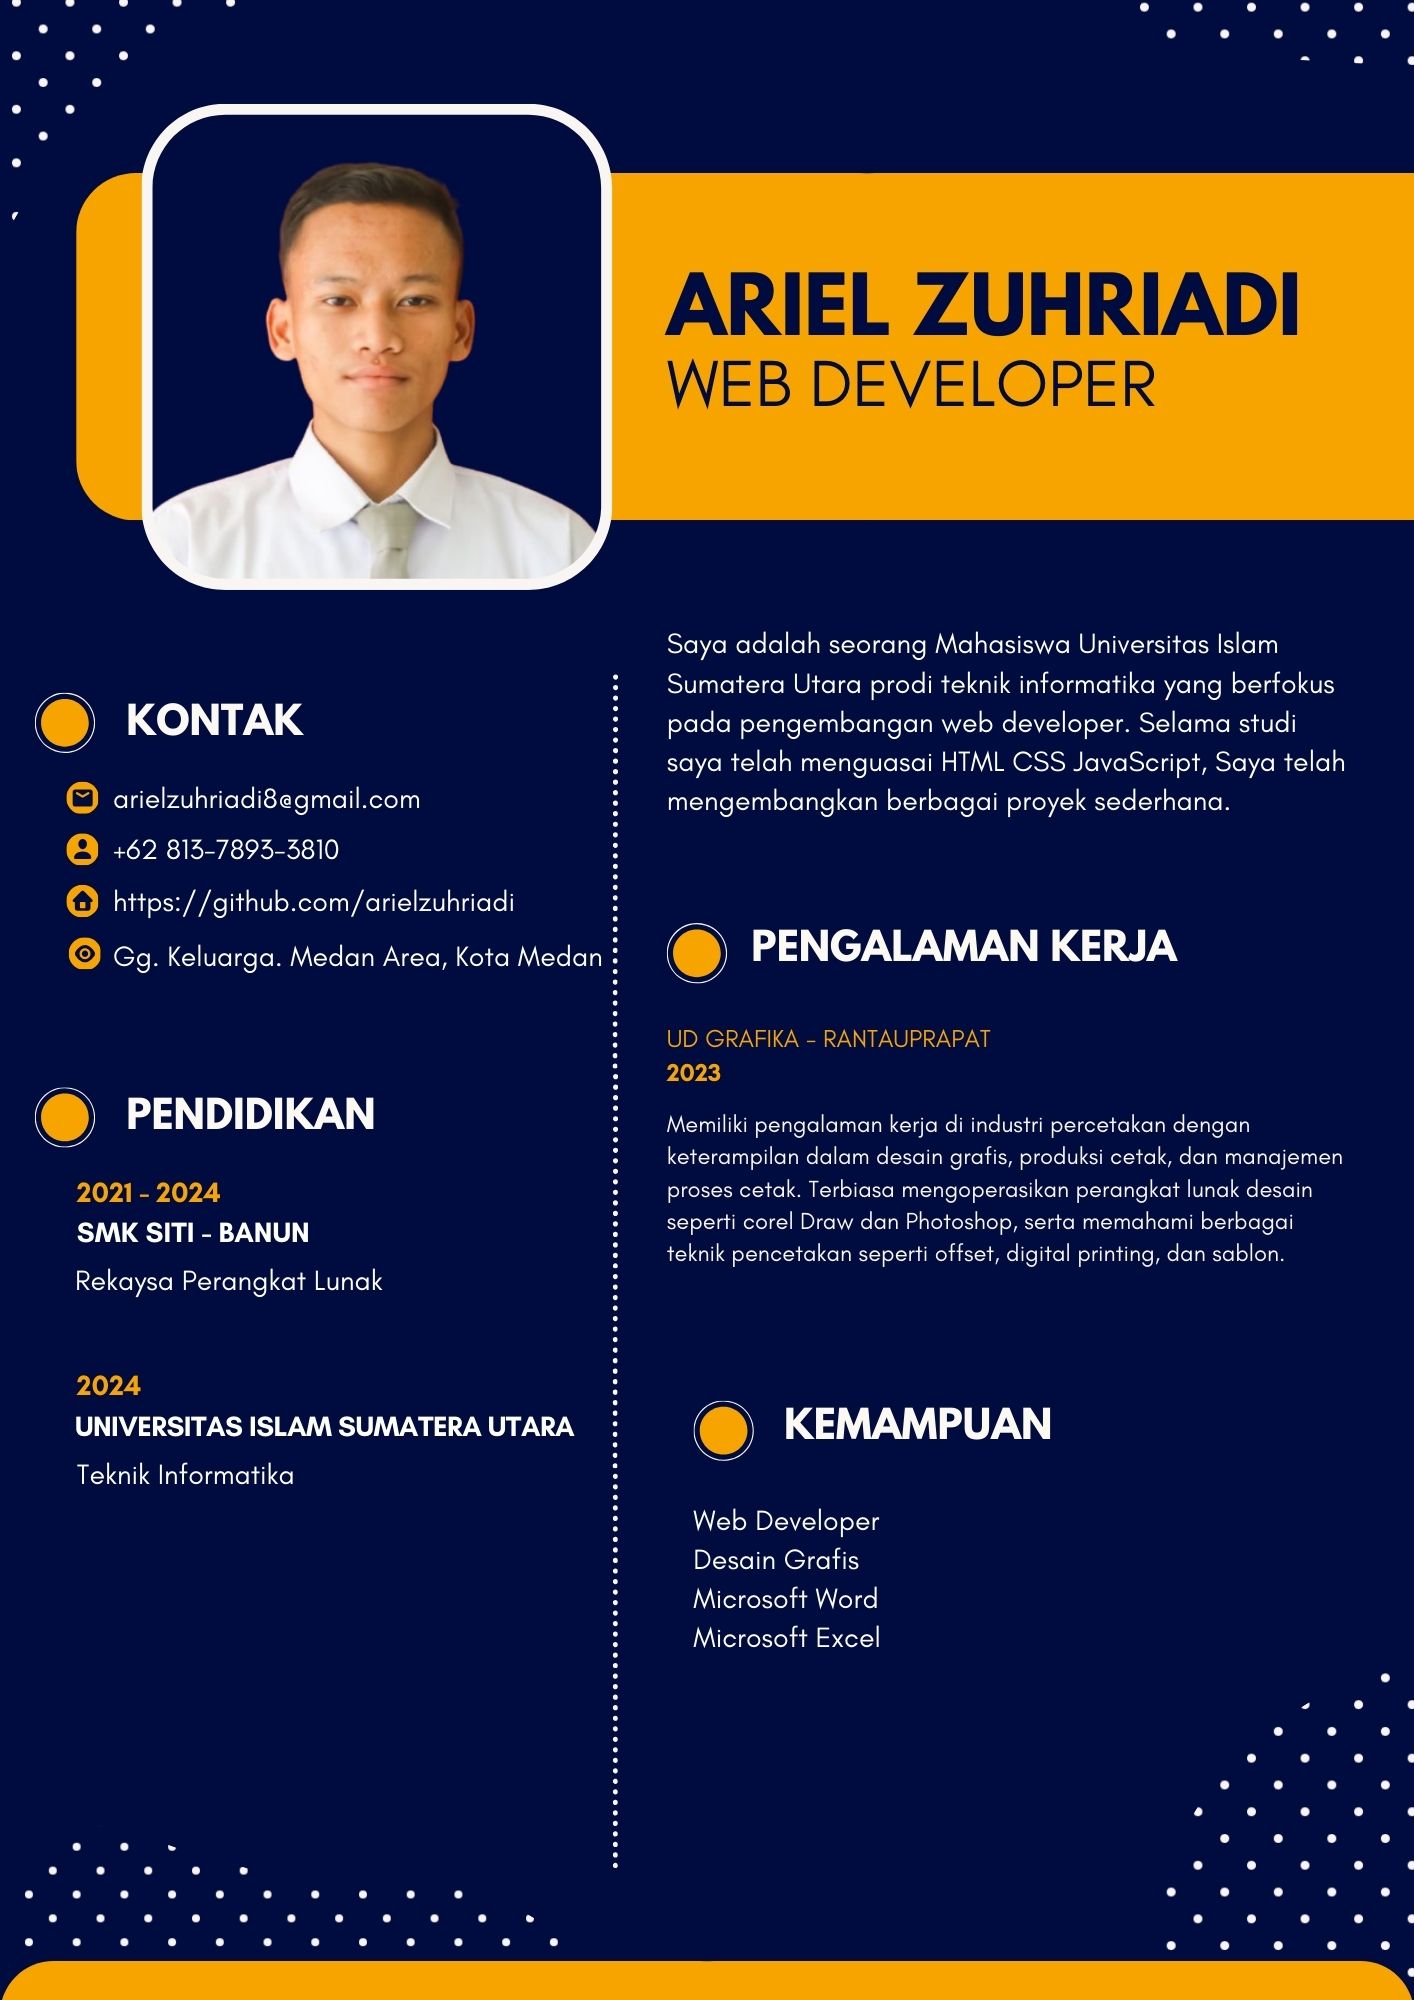 ARIEL ZUHRIADI
WEB DEVELOPER
Saya adalah seorang Mahasiswa Universitas Islam
Sumatera Utara prodi teknik informatika yang berfokus
pada pengembangan web developer. Selama studi
saya telah menguasai HTML CSS JavaScript, Saya telah
mengembangkan berbagai proyek sederhana.
KONTAK
arielzuhriadi8@gmail.com
+62 813-7893-3810
https://github.com/arielzuhriadi
Gg. Keluarga. Medan Area, Kota Medan
PENDIDIKAN
2021 - 2024
SMK SITI - BANUN
Rekaysa Perangkat Lunak
2024
UNIVERSITAS ISLAM SUMATERA UTARA
Teknik Informatika
PENGALAMAN KERJA
UD GRAFIKA - RANTAUPRAPAT
2023
Memiliki pengalaman kerja di industri percetakan dengan
keterampilan dalam desain grafis, produksi cetak, dan manajemen
proses cetak. Terbiasa mengoperasikan perangkat lunak desain
seperti corel Draw dan Photoshop, serta memahami berbagai
teknik pencetakan seperti offset, digital printing, dan sablon.
KEMAMPUAN
Web Developer
Desain Grafis
Microsoft Word
Microsoft Excel